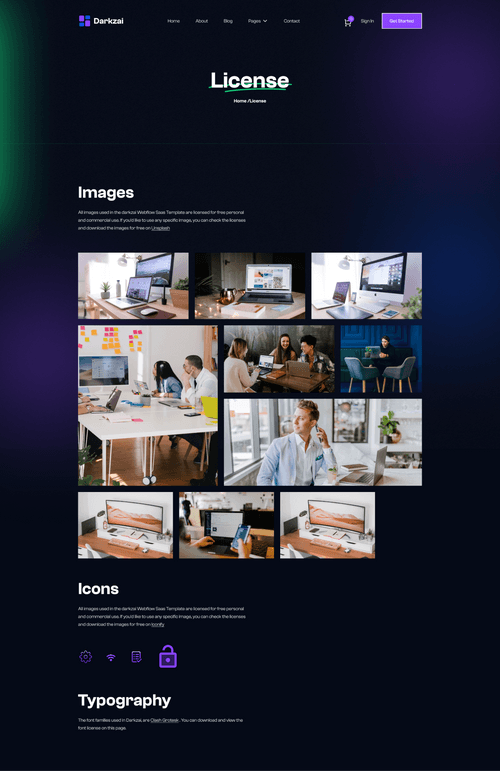 Darkzai
Home
About
Blog
Pages
Contact
Sign In
Get Started
License
Home /License
Images
All images used in the darkzai Webflow Saas Template are licensed for free personal
and commercial use. If you'd like to use any specific image, you can check the licenses
and download the images for free on Unsplash
Icons
All images used in the darkzai Webflow Saas Template are licensed for free personal
and commercial use. If you'd like to use any specific image, you can check the licenses
and download the images for free on Iconify
Typography
The font families used in Darkzai, are Clash Grotesk . You can download and view the
font license on this page.